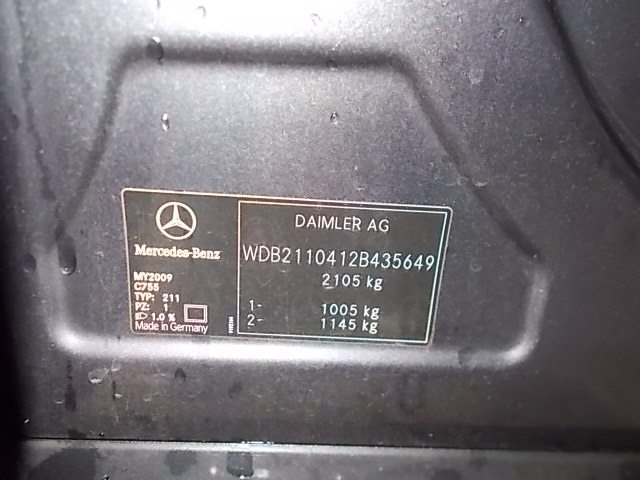 Mercedes-Benz
MY2009
C755
TYP: 211
PZ: 1
1.0 %
Made in Germany
DAIMLER AG
WDB2110412B435649
2105 kg
1- 1005 kg
2- 1145 kg